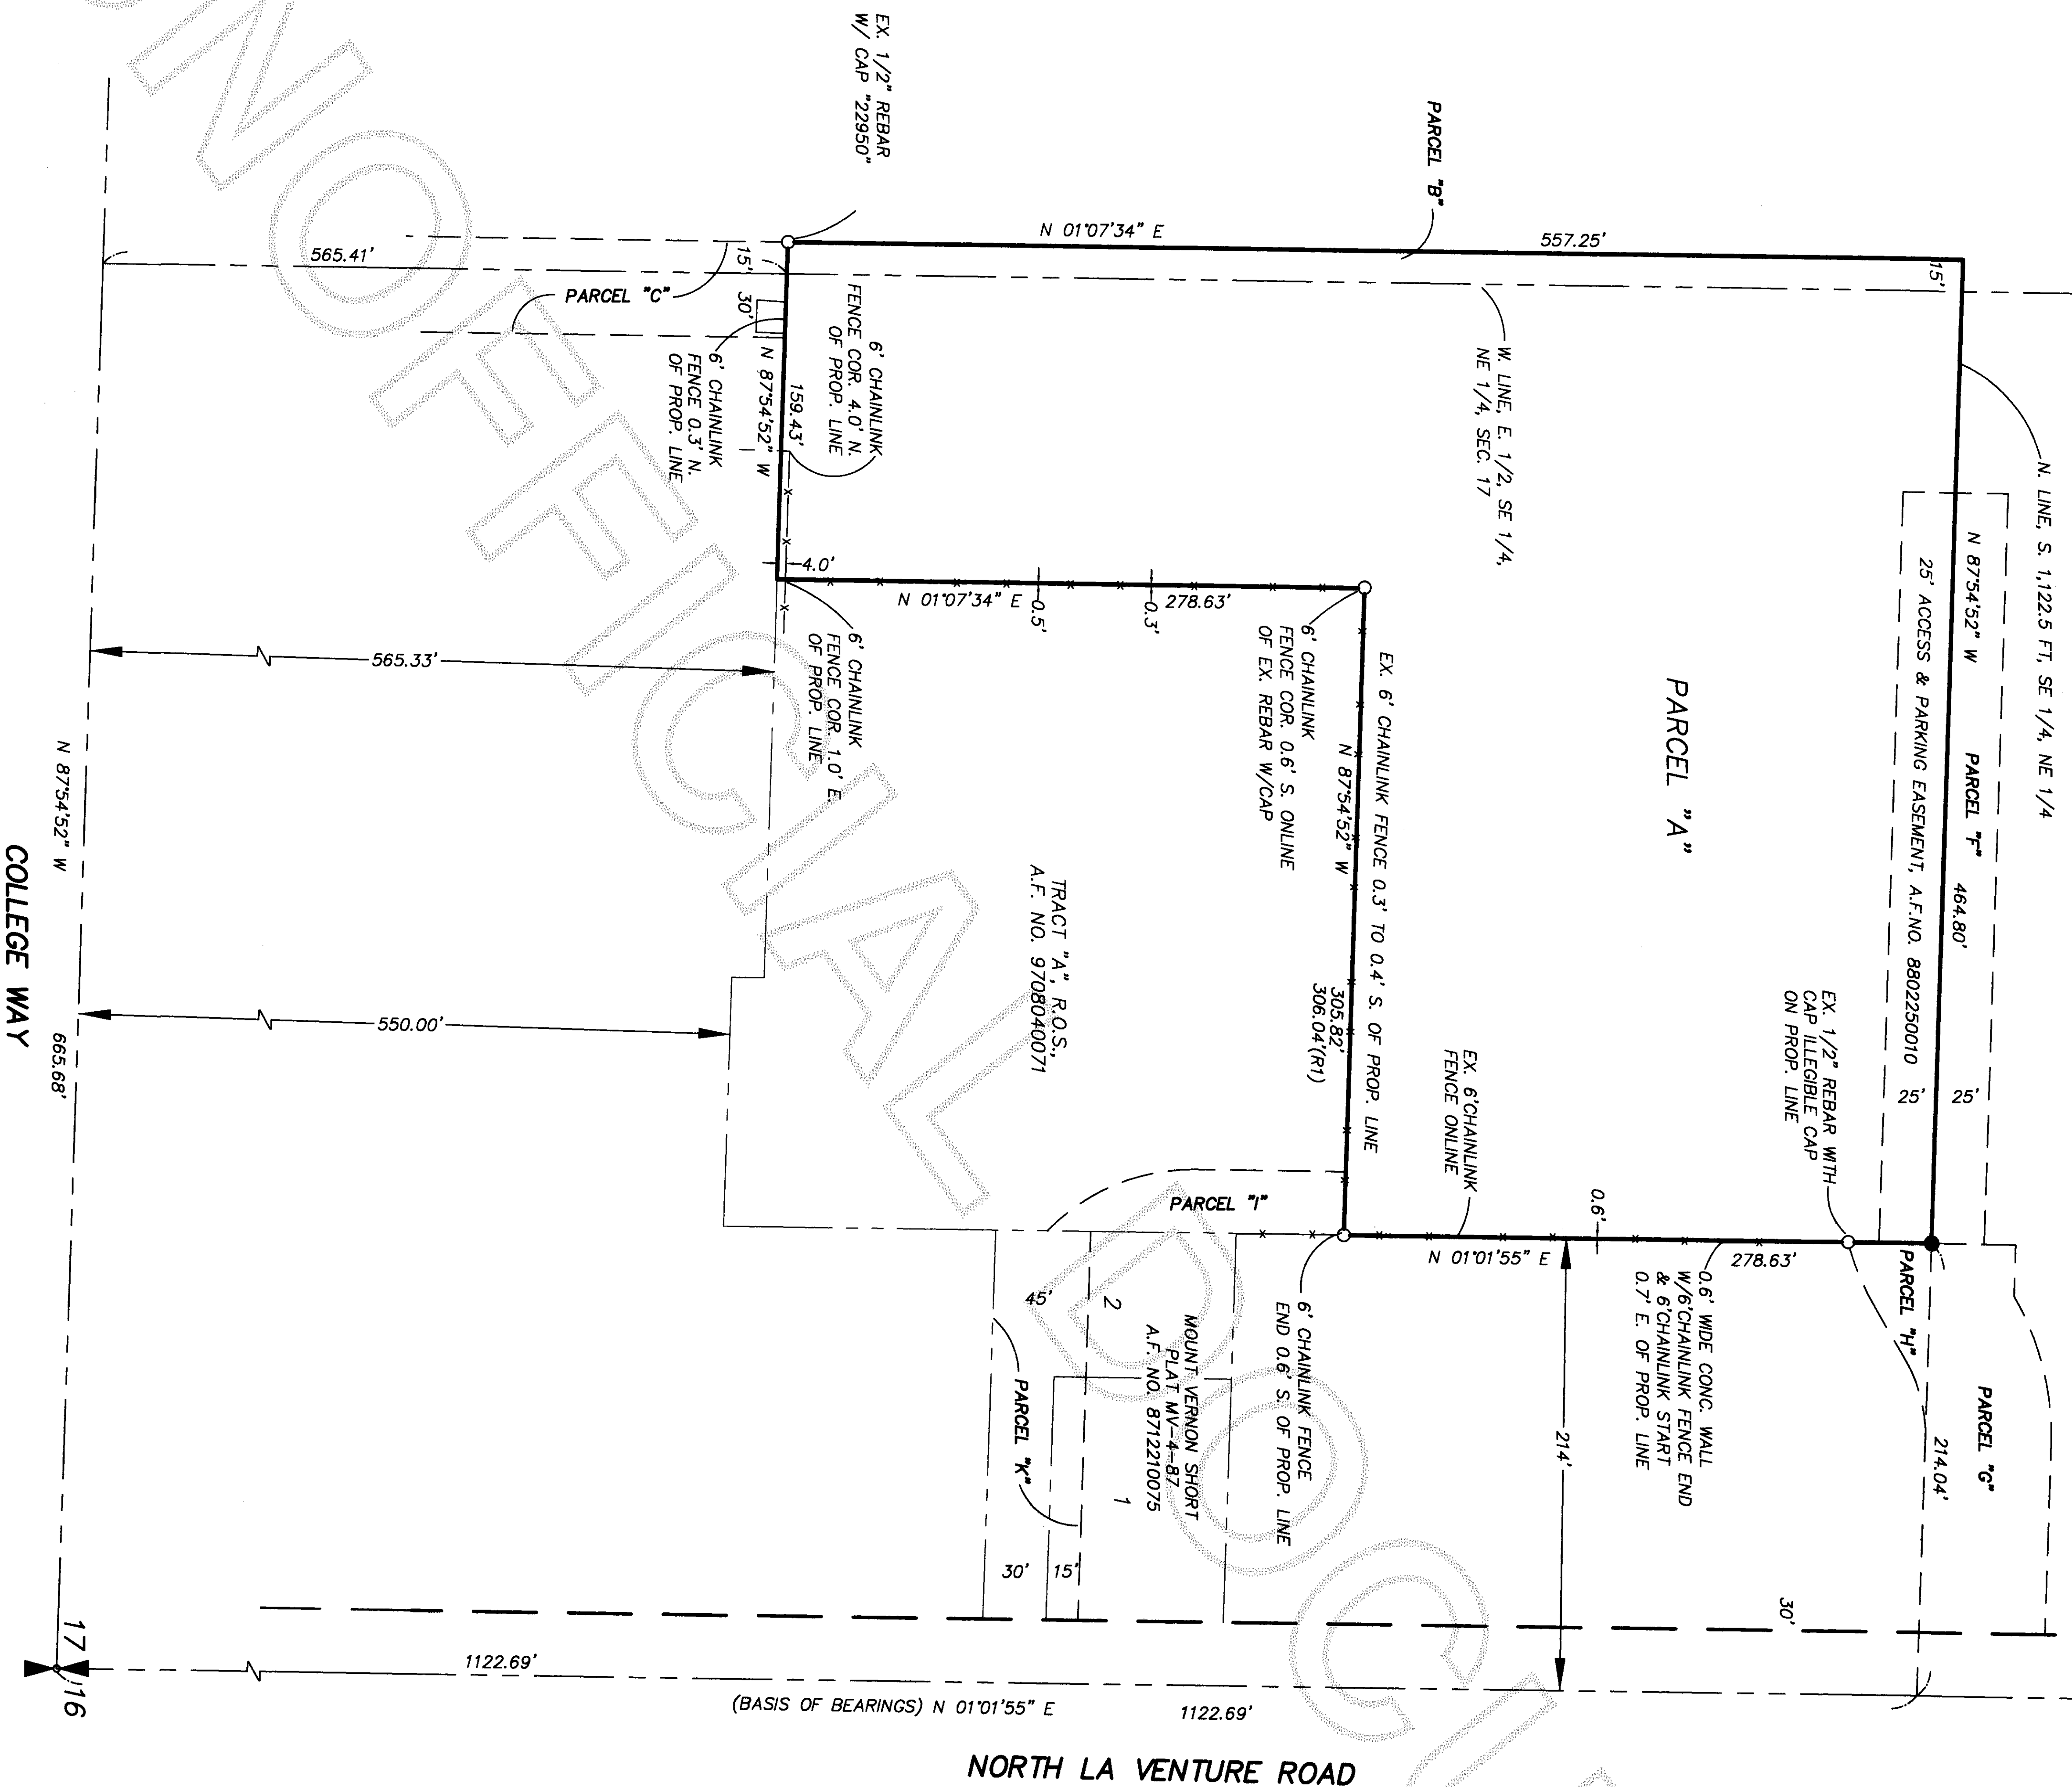 EX. 1/2" REBAR
W/ CAP "22950"
PARCEL "B"
N 01°07'34" E
557.25'
15'
N. LINE, S. 1,122.5 FT, SE 1/4, NE 1/4
565.41'
15'
PARCEL "C"
30'
6' CHAINLINK
FENCE COR. 4.0' N.
OF PROP. LINE
6' CHAINLINK
FENCE 0.3' N.
OF PROP. LINE
159.43'
N 87°54'52" W
W. LINE, E. 1/2, SE 1/4,
NE 1/4, SEC. 17
N 87°54'52" W
PARCEL "F"
464.80'
25' ACCESS & PARKING EASEMENT, A.F.NO. 8802250010
25'
25'
4.0'
N 01°07'34" E
0.5'
0.3'
278.63'
6' CHAINLINK
FENCE COR. 0.6' S. ONLINE
OF EX. REBAR W/CAP
6' CHAINLINK
FENCE COR. 1.0' E.
OF PROP. LINE
EX. 6' CHAINLINK FENCE 0.3' TO 0.4' S. OF PROP. LINE
N 87°54'52" W
305.82'
306.04'(R1)
PARCEL "A"
565.33'
550.00'
N 87°54'52" W
665.68'
COLLEGE WAY
TRACT "A", R.O.S.,
A.F. NO. 9708040071
EX. 1/2" REBAR WITH
CAP ILLEGIBLE CAP
ON PROP. LINE
EX. 6'CHAINLINK
FENCE ONLINE
PARCEL "I"
0.6'
N 01°01'55" E
278.63'
PARCEL "H"
PARCEL "G"
214.04'
0.6' WIDE CONC. WALL
W/6'CHAINLINK FENCE END
& 6'CHAINLINK START
0.7' E. OF PROP. LINE
214'
6' CHAINLINK FENCE
END 0.6' S. OF PROP. LINE
45'
2
MOUNT VERNON SHORT
PLAT MV-4-87
A.F. NO. 8712210075
1
PARCEL "K"
30'
15'
30'
17
16
1122.69'
(BASIS OF BEARINGS) N 01°01'55" E
1122.69'
NORTH LA VENTURE ROAD